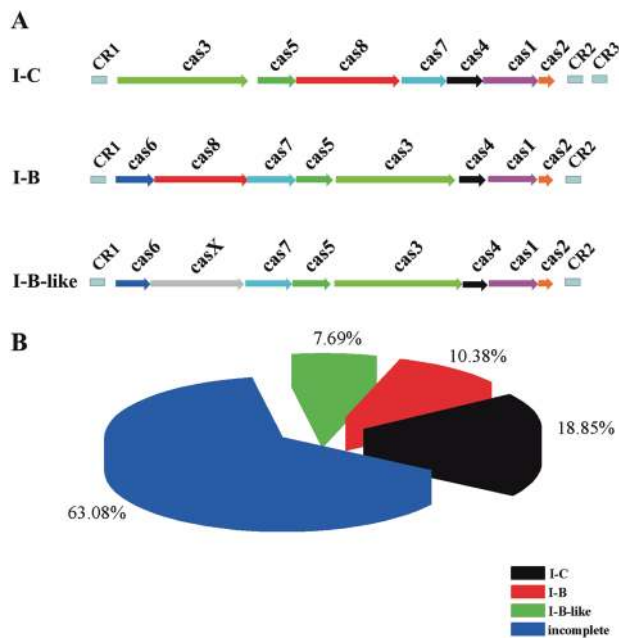 A
I-C
CR1 cas3 cas5 cas8 cas7 cas4 cas1 cas2 CR2 CR3
I-B
CR1 cas6 cas8 cas7 cas5 cas3 cas4 cas1 cas2 CR2
I-B-like
CR1 cas6 casX cas7 cas5 cas3 cas4 cas1 cas2 CR2
B
7.69%
10.38%
18.85%
63.08%
I-C
I-B
I-B-like
incomplete